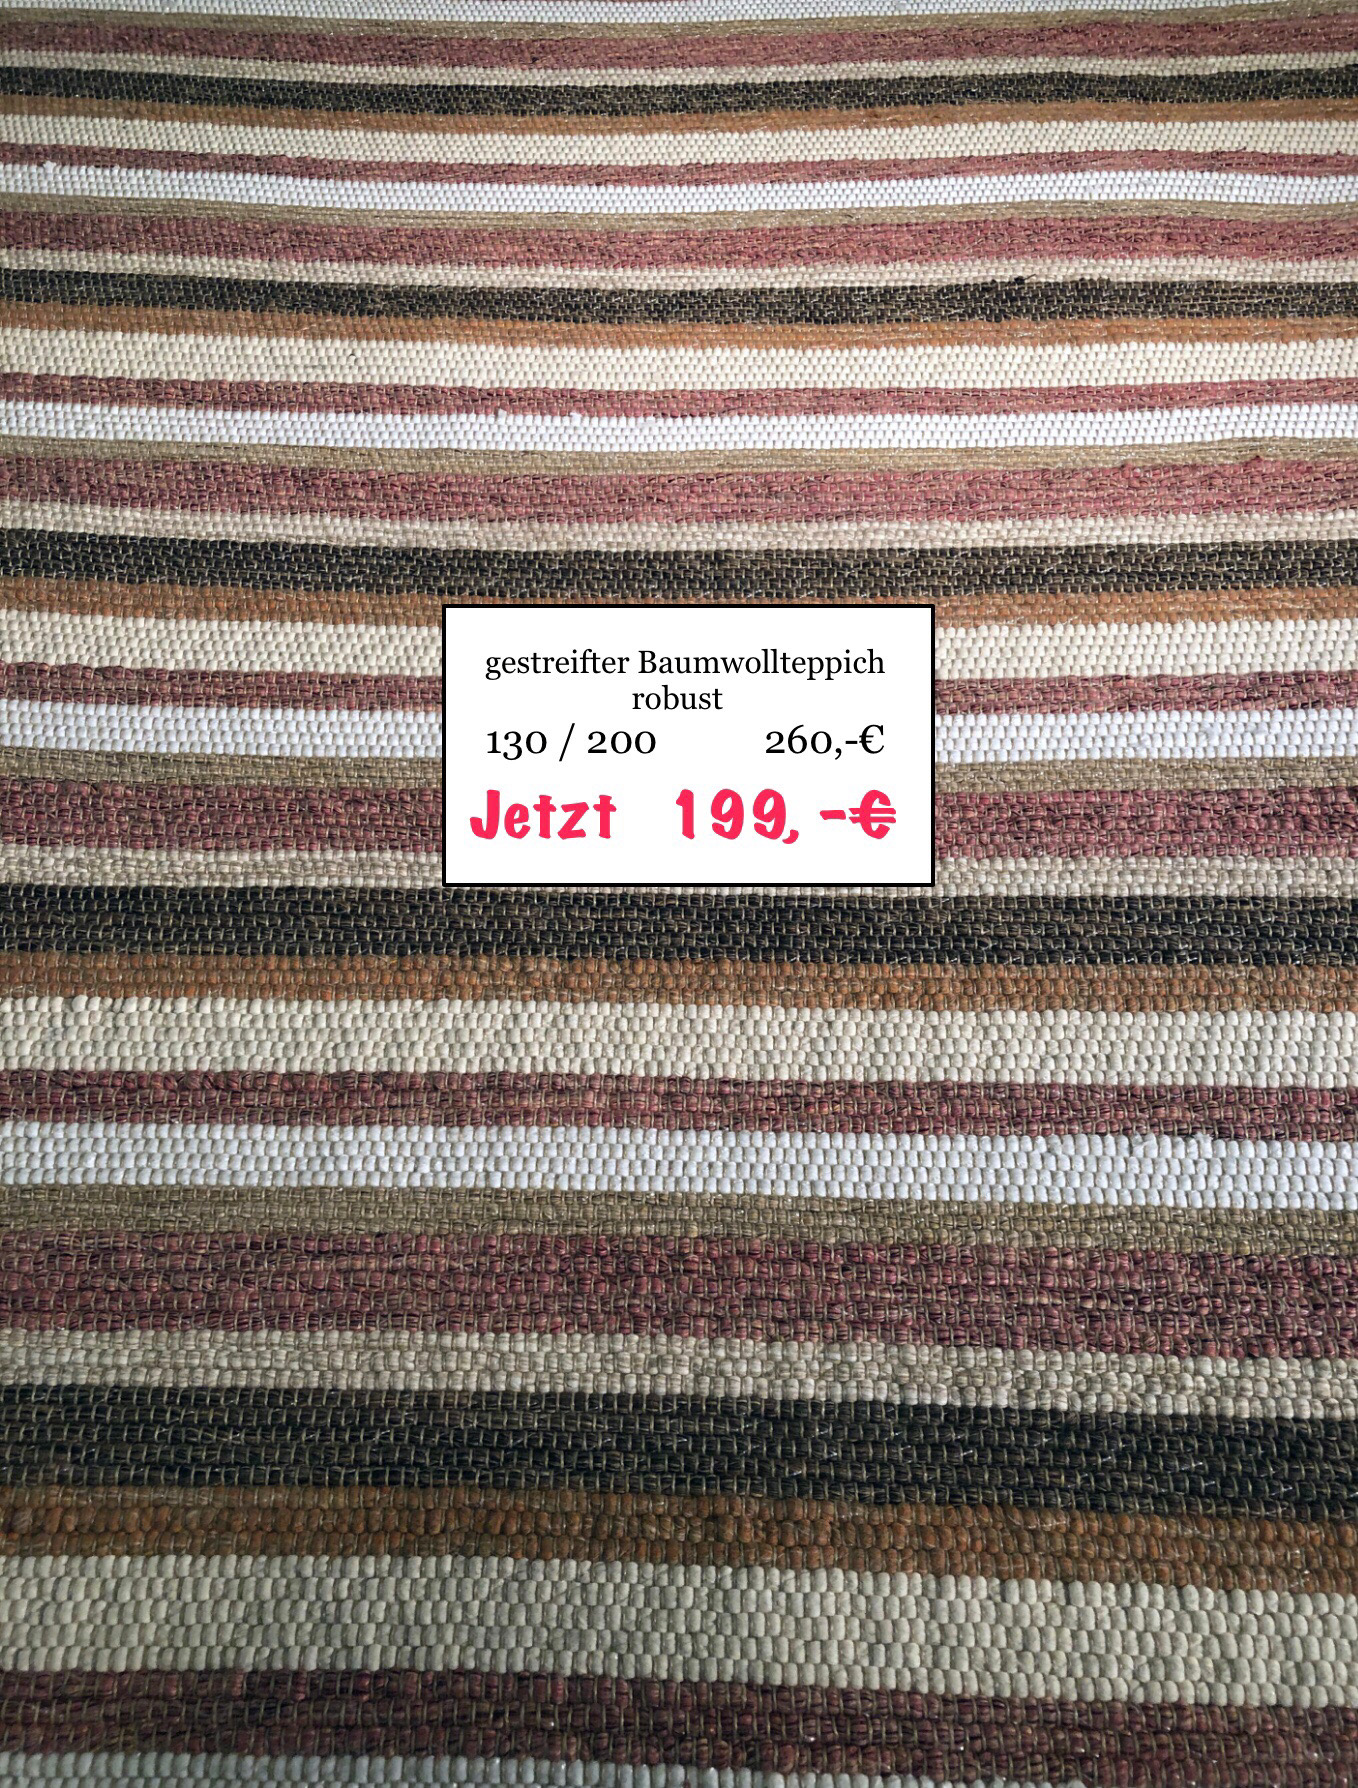 gestreifter Baumwollteppich
robust
130 / 200 260,-€
Jetzt 199,-€